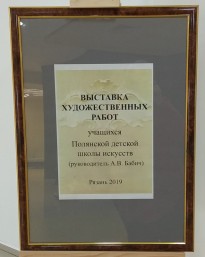 ВЫСТАВКА
ХУДОЖЕСТВЕННЫХ
РАБОТ
учащихся
Полянской детской
школы искусств
(руководитель А.В. Бабич)
Рязань 2019